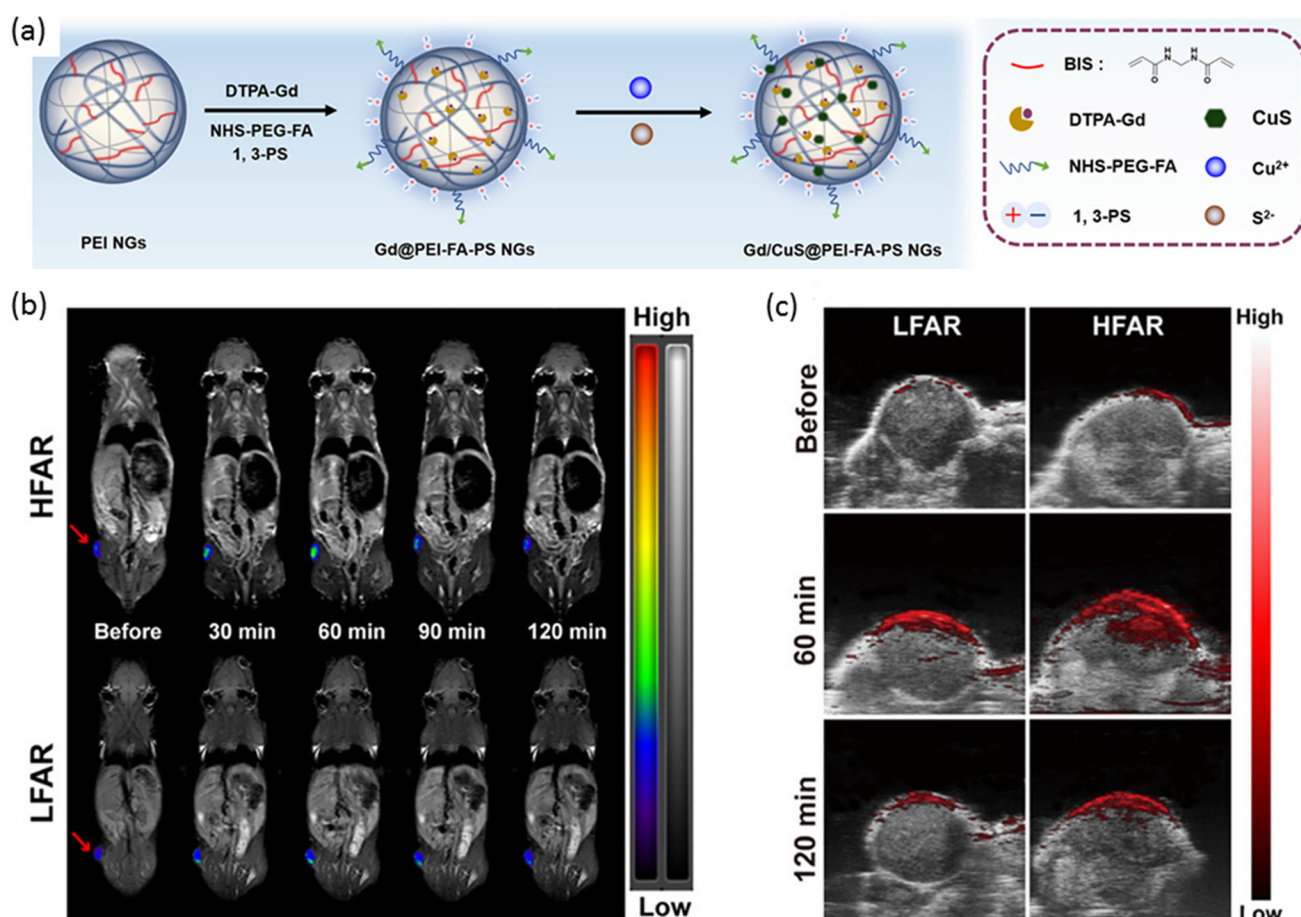 (a)
DTPA-Gd
NHS-PEG-FA
1, 3-PS
PEI NGs
Gd@PEI-FA-PS NGs
Gd/CuS@PEI-FA-PS NGs
BIS :
H H
N N
O O
DTPA-Gd
CuS
NHS-PEG-FA
Cu²⁺
+ −
1, 3-PS
S²⁻
(b)
HFAR
Before
30 min
60 min
90 min
120 min
LFAR
High
Low
(c)
LFAR
HFAR
Before
60 min
120 min
High
Low